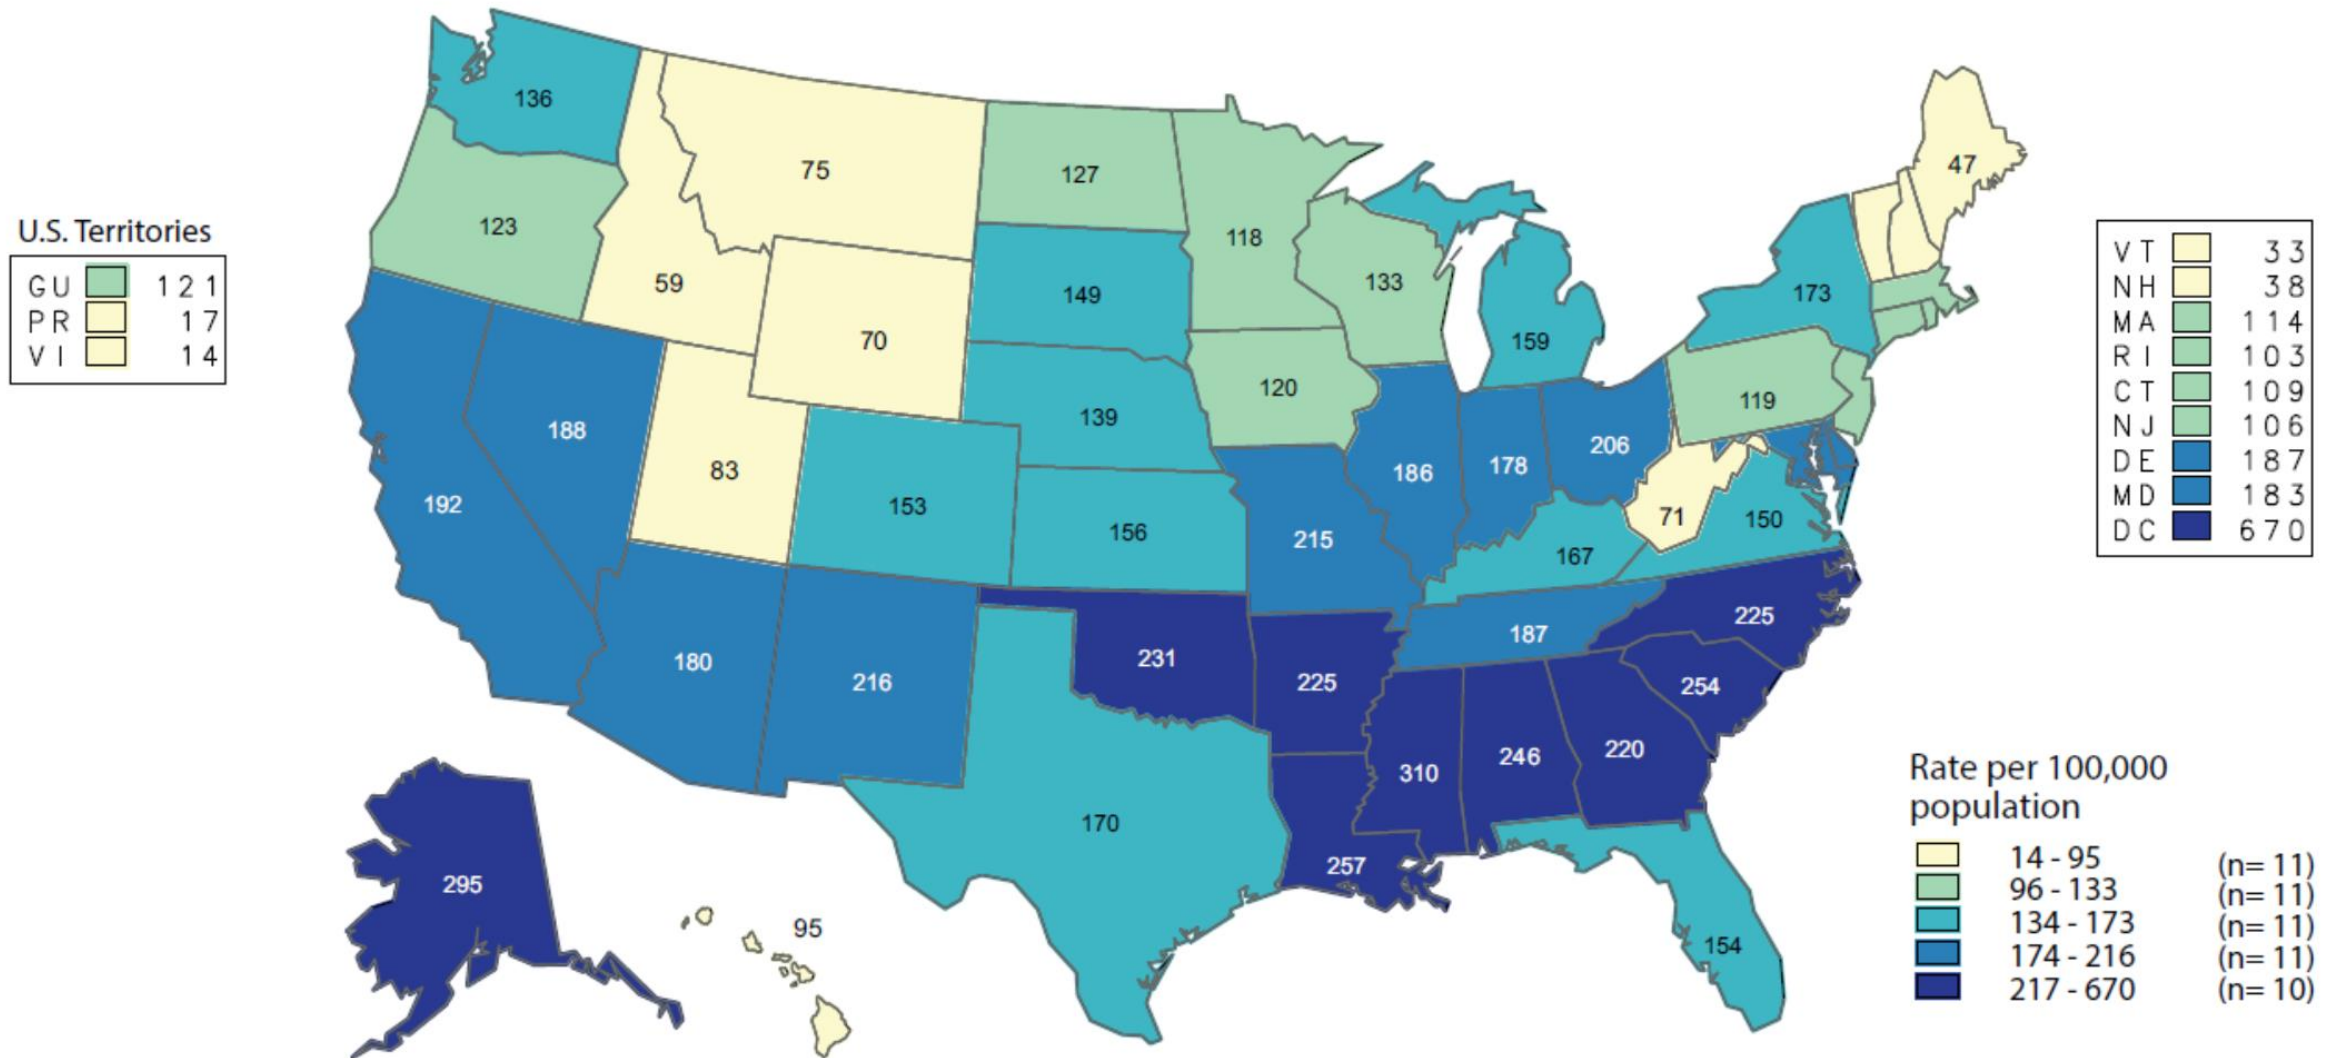 136
75
127
47
123
118
U.S. Territories
GU 121
PR 17
VI 14
59
149
133
173
VT 33
NH 38
MA 114
RI 103
CT 109
NJ 106
DE 187
MD 183
DC 670
70
159
120
119
139
188
83
206
186
178
192
153
156
215
71
150
167
225
187
180
216
231
225
254
310
246
220
170
257
295
95
154
Rate per 100,000
population
14 - 95 (n= 11)
96 - 133 (n= 11)
134 - 173 (n= 11)
174 - 216 (n= 11)
217 - 670 (n= 10)